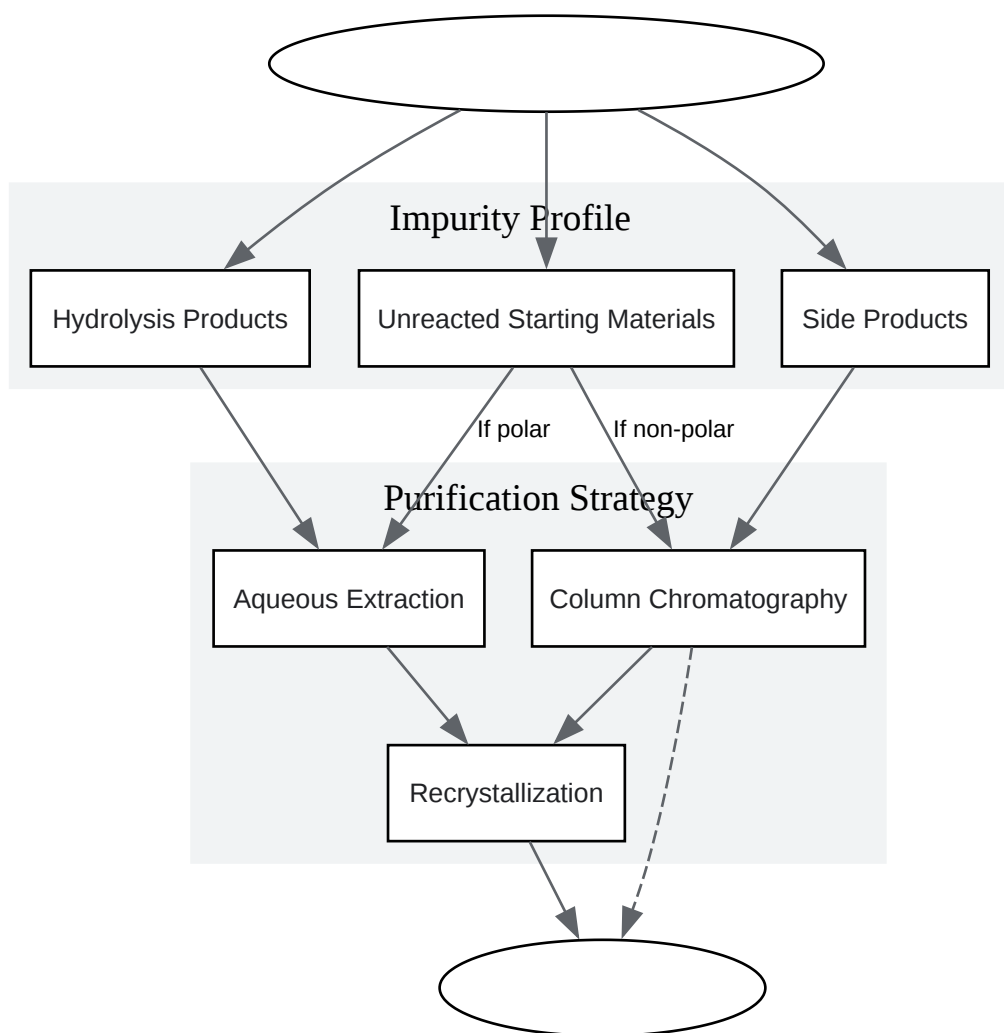 Impurity Profile
Hydrolysis Products
Unreacted Starting Materials
Side Products
If polar
If non-polar
Purification Strategy
Aqueous Extraction
Column Chromatography
Recrystallization